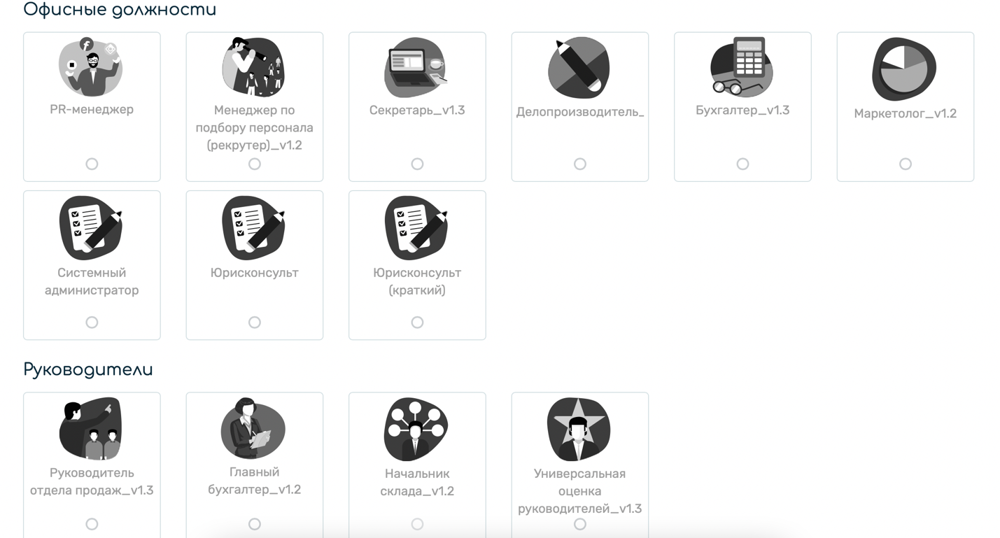 Офисные должности
PR-менеджер
Менеджер по
подбору персонала
(рекрутер)_v1.2
Секретарь_v1.3
Делопроизводитель_
Бухгалтер_v1.3
Маркетолог_v1.2
Системный
администратор
Юрисконсульт
Юрисконсульт
(краткий)
Руководители
Руководитель
отдела продаж_v1.3
Главный
бухгалтер_v1.2
Начальник
склада_v1.2
Универсальная
оценка
руководителей_v1.3